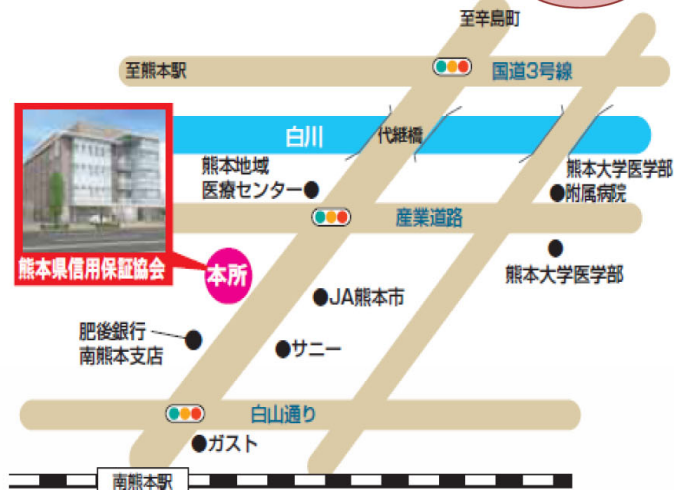 至辛島町
至熊本駅
国道3号線
白川
代継橋
熊本地域
医療センター
熊本大学医学部
附属病院
産業道路
熊本県信用保証協会
本所
熊本大学医学部
JA熊本市
肥後銀行
南熊本支店
サニー
白山通り
ガスト
南熊本駅